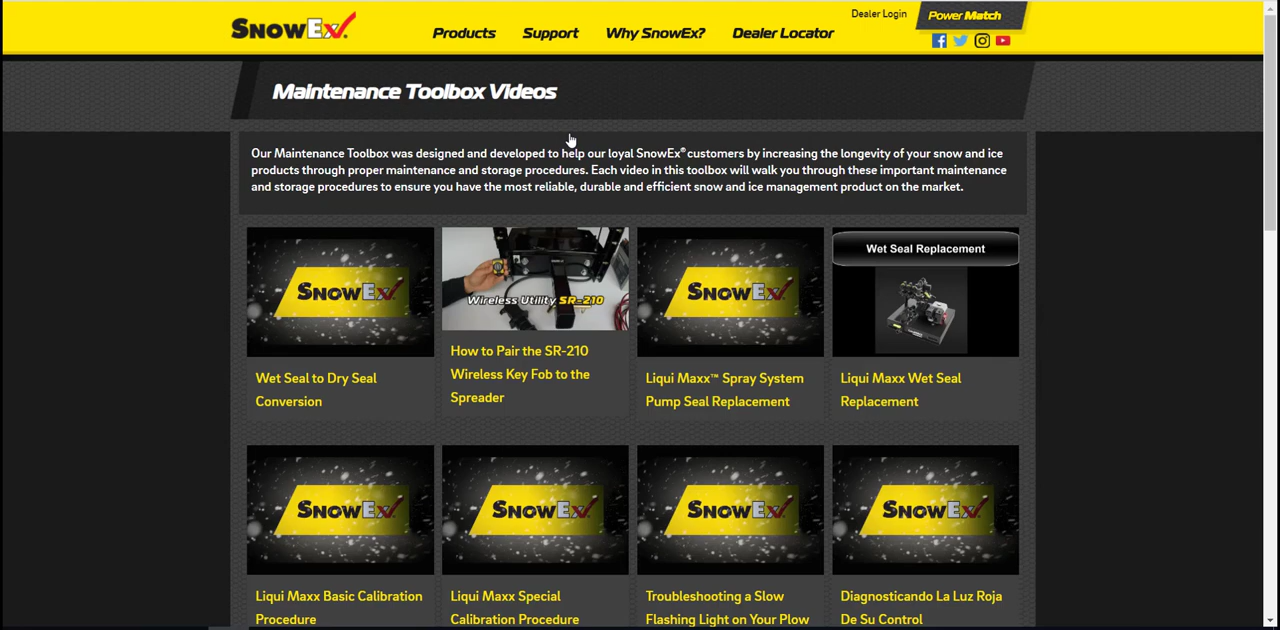 Dealer Login
Power Match
SNOWEX
Products Support Why SnowEx? Dealer Locator
Maintenance Toolbox Videos
Our Maintenance Toolbox was designed and developed to help our loyal SnowEx® customers by increasing the longevity of your snow and ice
products through proper maintenance and storage procedures. Each video in this toolbox will walk you through these important maintenance
and storage procedures to ensure you have the most reliable, durable and efficient snow and ice management product on the market.
SNOWEX
Wireless Utility SR-210
SNOWEX
Wet Seal Replacement
Wet Seal to Dry Seal
Conversion
How to Pair the SR-210
Wireless Key Fob to the
Spreader
Liqui Maxx™ Spray System
Pump Seal Replacement
Liqui Maxx Wet Seal
Replacement
SNOWEX
SNOWEX
SNOWEX
SNOWEX
Liqui Maxx Basic Calibration
Procedure
Liqui Maxx Special
Calibration Procedure
Troubleshooting a Slow
Flashing Light on Your Plow
Diagnosticando La Luz Roja
De Su Control